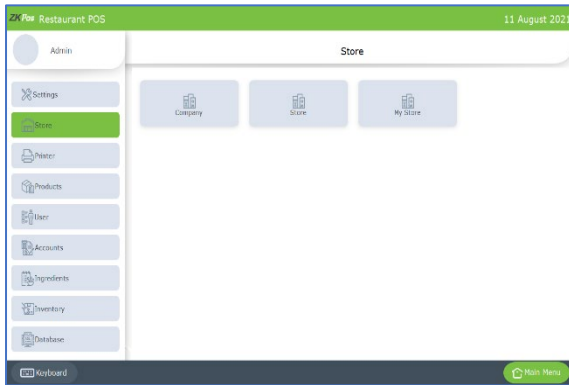 ZKPos Restaurant POS
11 August 2021
Admin
Store
Settings
Store
Printer
Products
User
Accounts
Ingredients
Inventory
Database
Company
Store
My Store
Keyboard
Main Menu